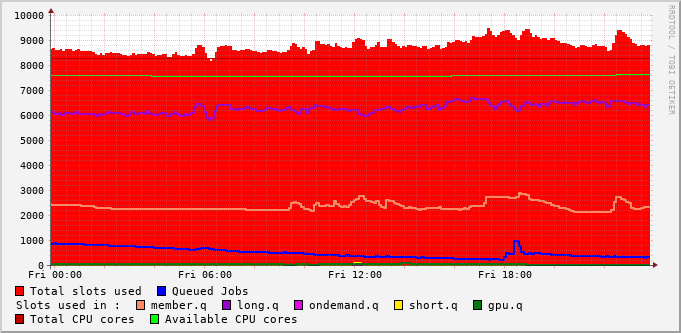 10000
9000
8000
7000
6000
5000
4000
3000
2000
1000
0
Fri 00:00 Fri 06:00 Fri 12:00 Fri 18:00
RRDTOOL / TOBI OETIKER
Total slots used Queued Jobs
Slots used in : member.q long.q ondemand.q short.q gpu.q
Total CPU cores Available CPU cores